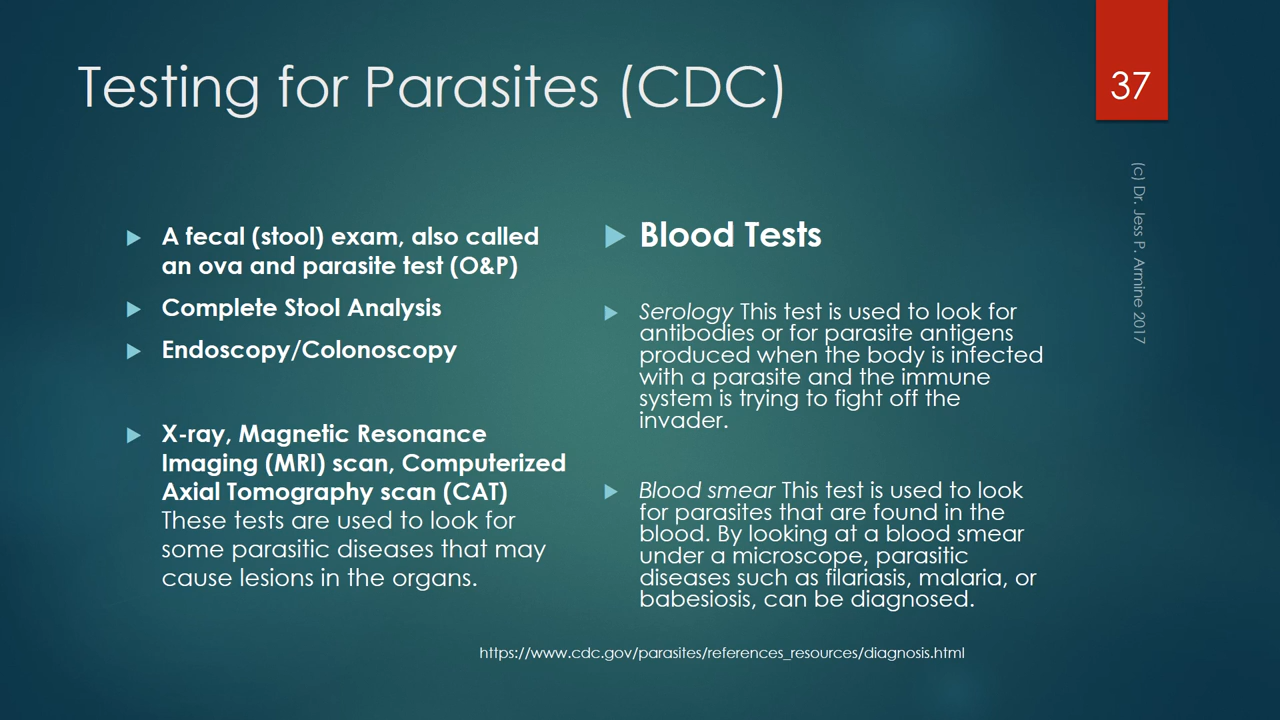 Testing for Parasites (CDC)
37
(c) Dr. Jess P. Armine 2017
A fecal (stool) exam, also called
an ova and parasite test (O&P)
Complete Stool Analysis
Endoscopy/Colonoscopy
X-ray, Magnetic Resonance
Imaging (MRI) scan, Computerized
Axial Tomography scan (CAT)
These tests are used to look for
some parasitic diseases that may
cause lesions in the organs.
Blood Tests
Serology This test is used to look for
antibodies or for parasite antigens
produced when the body is infected
with a parasite and the immune
system is trying to fight off the
invader.
Blood smear This test is used to look
for parasites that are found in the
blood. By looking at a blood smear
under a microscope, parasitic
diseases such as filariasis, malaria, or
babesiosis, can be diagnosed.
https://www.cdc.gov/parasites/references_resources/diagnosis.html